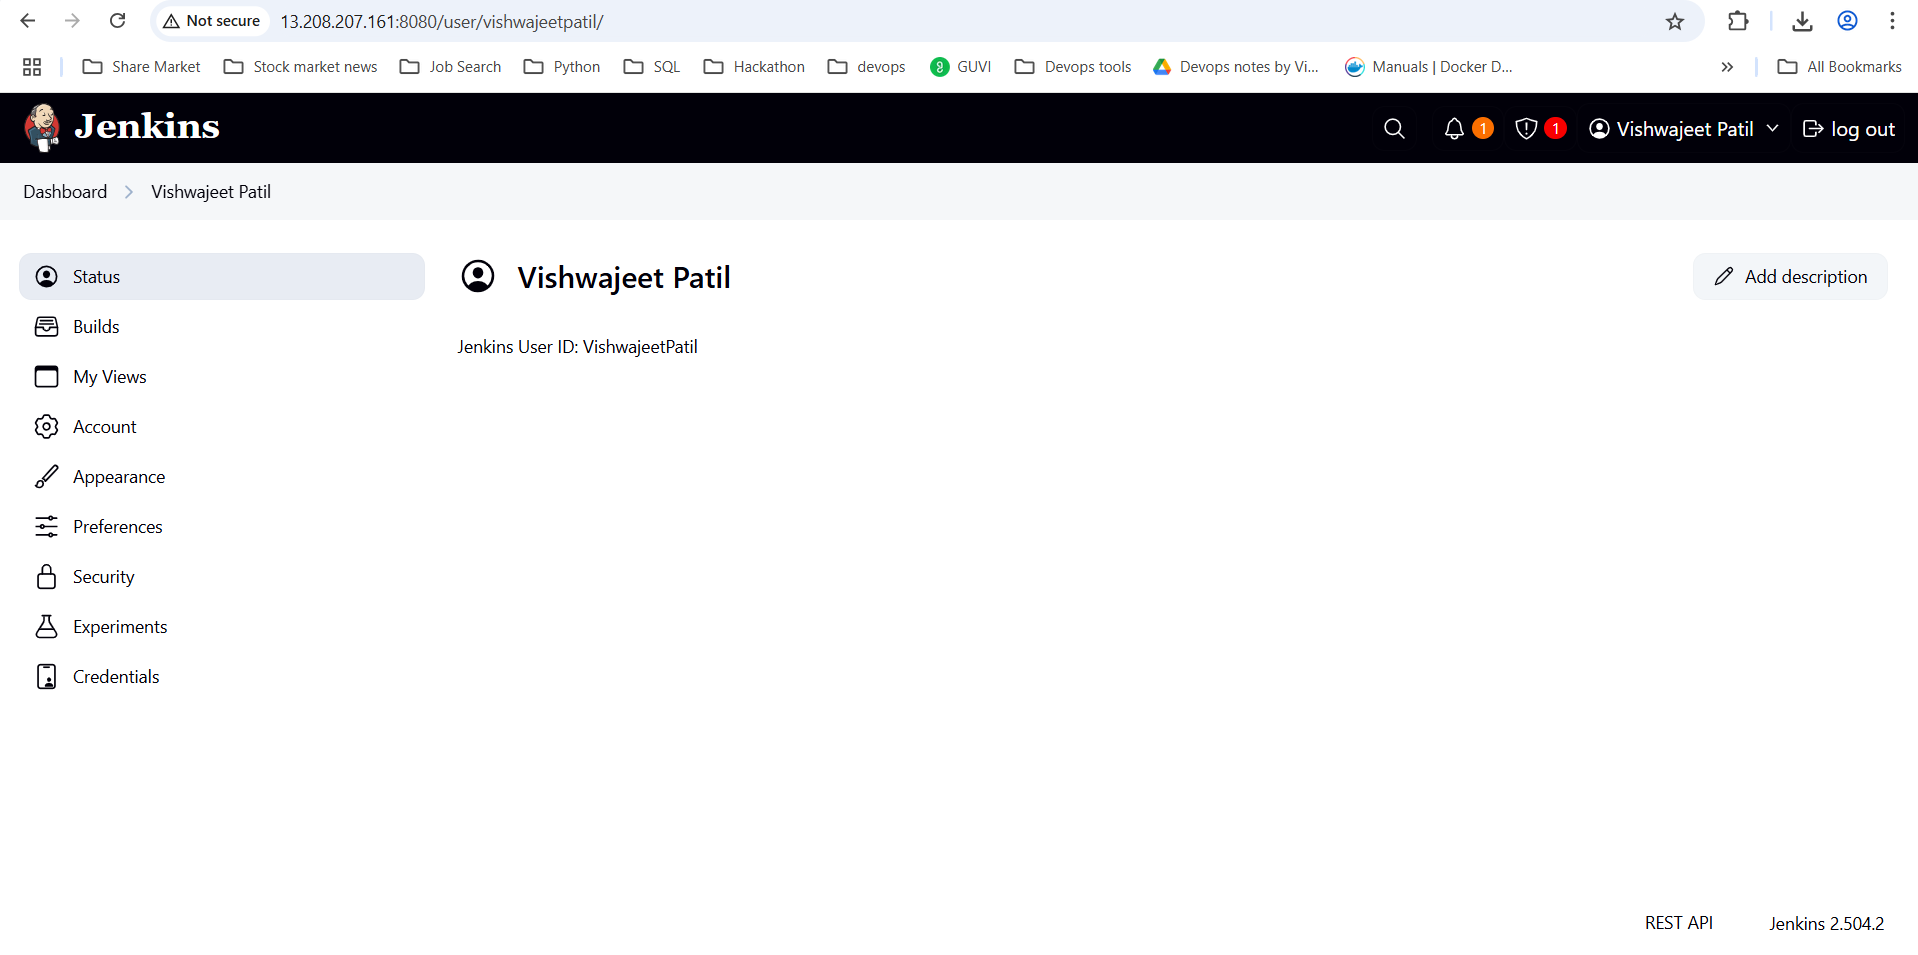 Not secure 13.208.207.161:8080/user/vishwajeetpatil/
Share Market Stock market news Job Search Python SQL Hackathon devops GUVI Devops tools Devops notes by Vi... Manuals | Docker D... All Bookmarks
Jenkins 1 1 Vishwajeet Patil log out
Dashboard Vishwajeet Patil
Status
Builds
My Views
Account
Appearance
Preferences
Security
Experiments
Credentials
Vishwajeet Patil
Add description
Jenkins User ID: VishwajeetPatil
REST API Jenkins 2.504.2